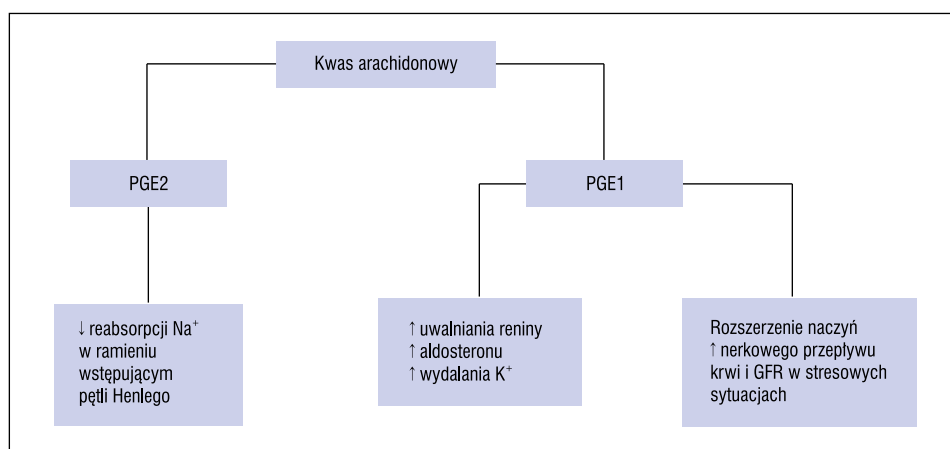 Kwas arachidonowy
PGE2
PGE1
↓ reabsorpcji Na⁺
w ramieniu
wstępującym
pętli Henlego
↑ uwalniania reniny
↑ aldosteronu
↑ wydalania K⁺
Rozszerzenie naczyń
↑ nerkowego przepływu
krwi i GFR w stresowych
sytuacjach